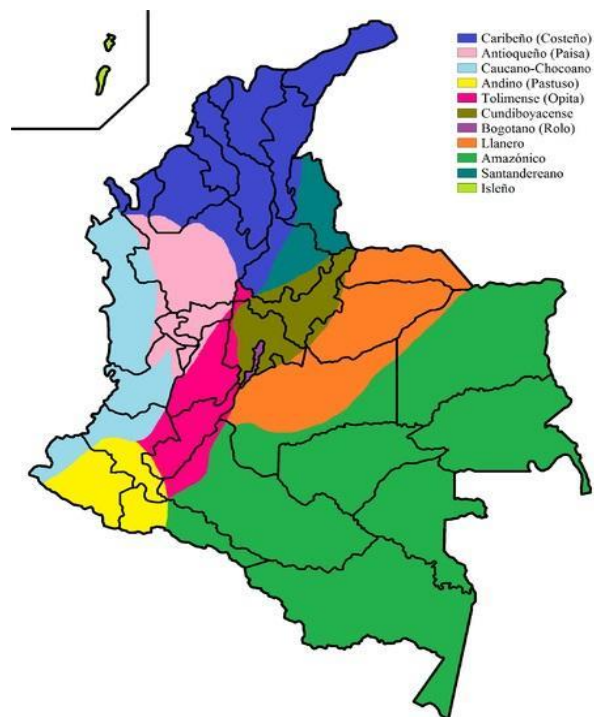 Caribeño (Costeño)
Antioqueño (Paisa)
Caucano-Chocoano
Andino (Pastuso)
Tolimense (Opita)
Cundiboyacense
Bogotano (Rolo)
Llanero
Amazónico
Santandereano
Isleño